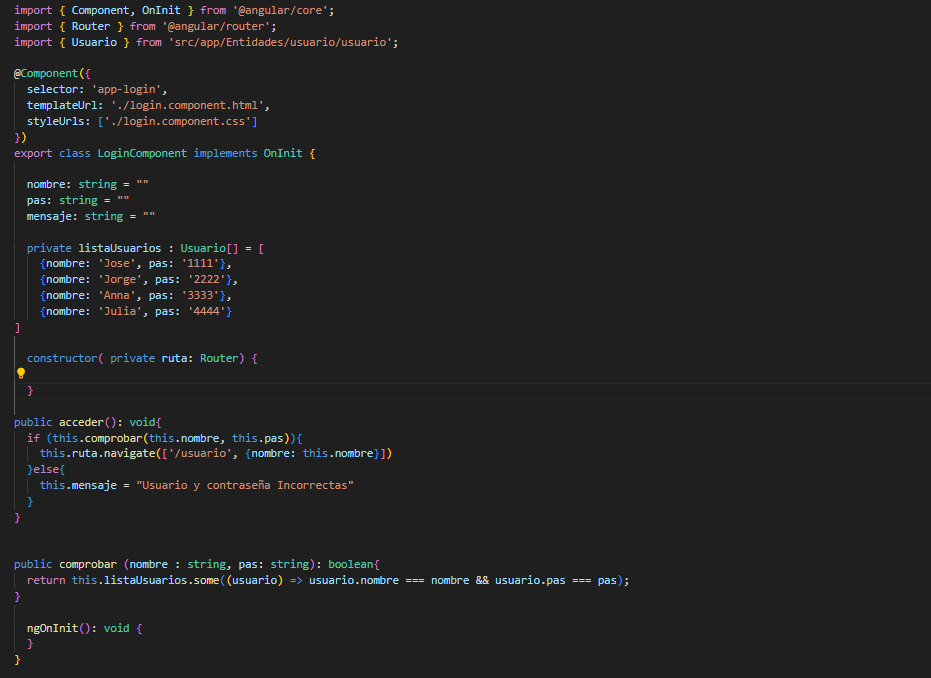 import { Component, OnInit } from '@angular/core';
import { Router } from '@angular/router';
import { Usuario } from 'src/app/Entidades/usuario/usuario';
@Component({
selector: 'app-login',
templateUrl: './login.component.html',
styleUrls: ['./login.component.css']
})
export class LoginComponent implements OnInit {
nombre: string = ""
pas: string = ""
mensaje: string = ""
private listaUsuarios : Usuario[] = [
{nombre: 'Jose', pas: '1111'},
{nombre: 'Jorge', pas: '2222'},
{nombre: 'Anna', pas: '3333'},
{nombre: 'Julia', pas: '4444'}
]
constructor( private ruta: Router) {
}
public acceder(): void{
if (this.comprobar(this.nombre, this.pas)){
this.ruta.navigate(['/usuario', {nombre: this.nombre}])
}else{
this.mensaje = "Usuario y contraseña Incorrectas"
}
}
public comprobar (nombre : string, pas: string): boolean{
return this.listaUsuarios.some((usuario) => usuario.nombre === nombre && usuario.pas === pas);
}
ngOnInit(): void {
}
}